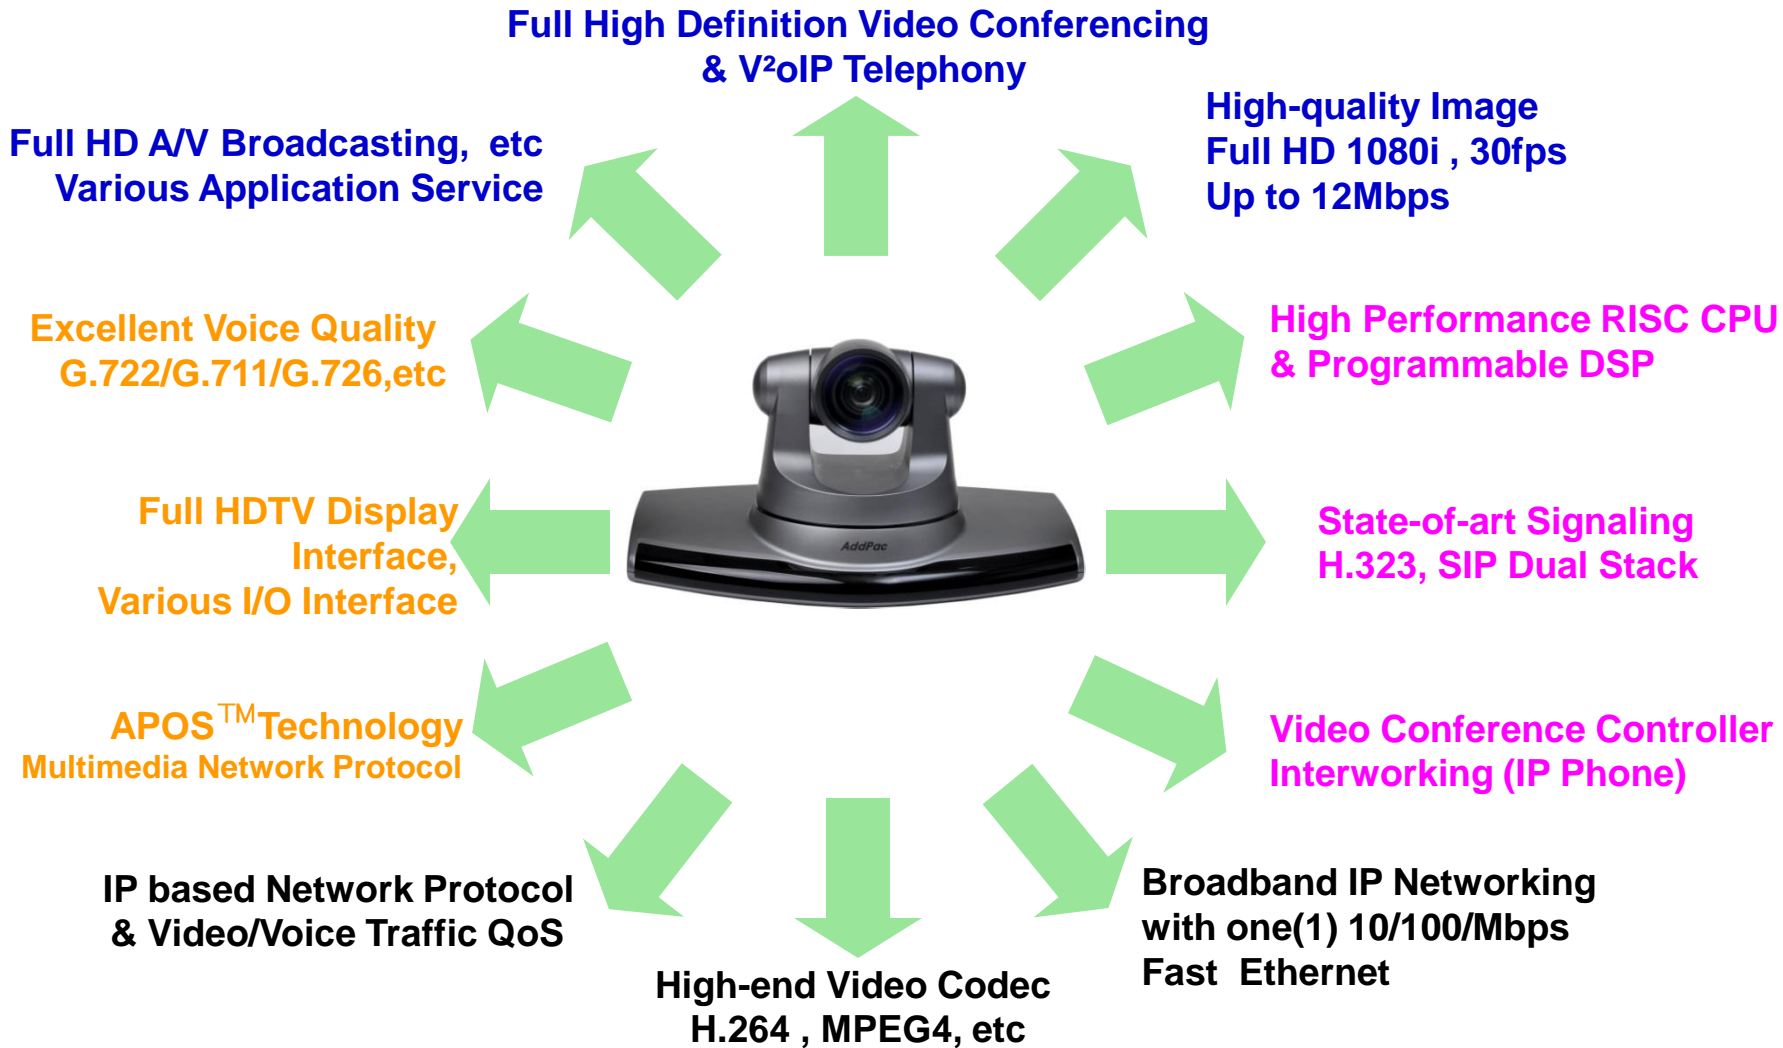 Full High Definition Video Conferencing
& V²oIP Telephony
High-quality Image
Full HD 1080i , 30fps
Up to 12Mbps
Full HD A/V Broadcasting,  etc
Various Application Service
Excellent Voice Quality
G.722/G.711/G.726,etc
High Performance RISC CPU
& Programmable DSP
Full HDTV Display
Interface,
Various I/O Interface
AddPac
State-of-art Signaling
H.323, SIP Dual Stack
APOS™Technology
Multimedia Network Protocol
Video Conference Controller
Interworking (IP Phone)
IP based Network Protocol
& Video/Voice Traffic QoS
Broadband IP Networking
with one(1) 10/100/Mbps
Fast  Ethernet
High-end Video Codec
H.264 , MPEG4, etc